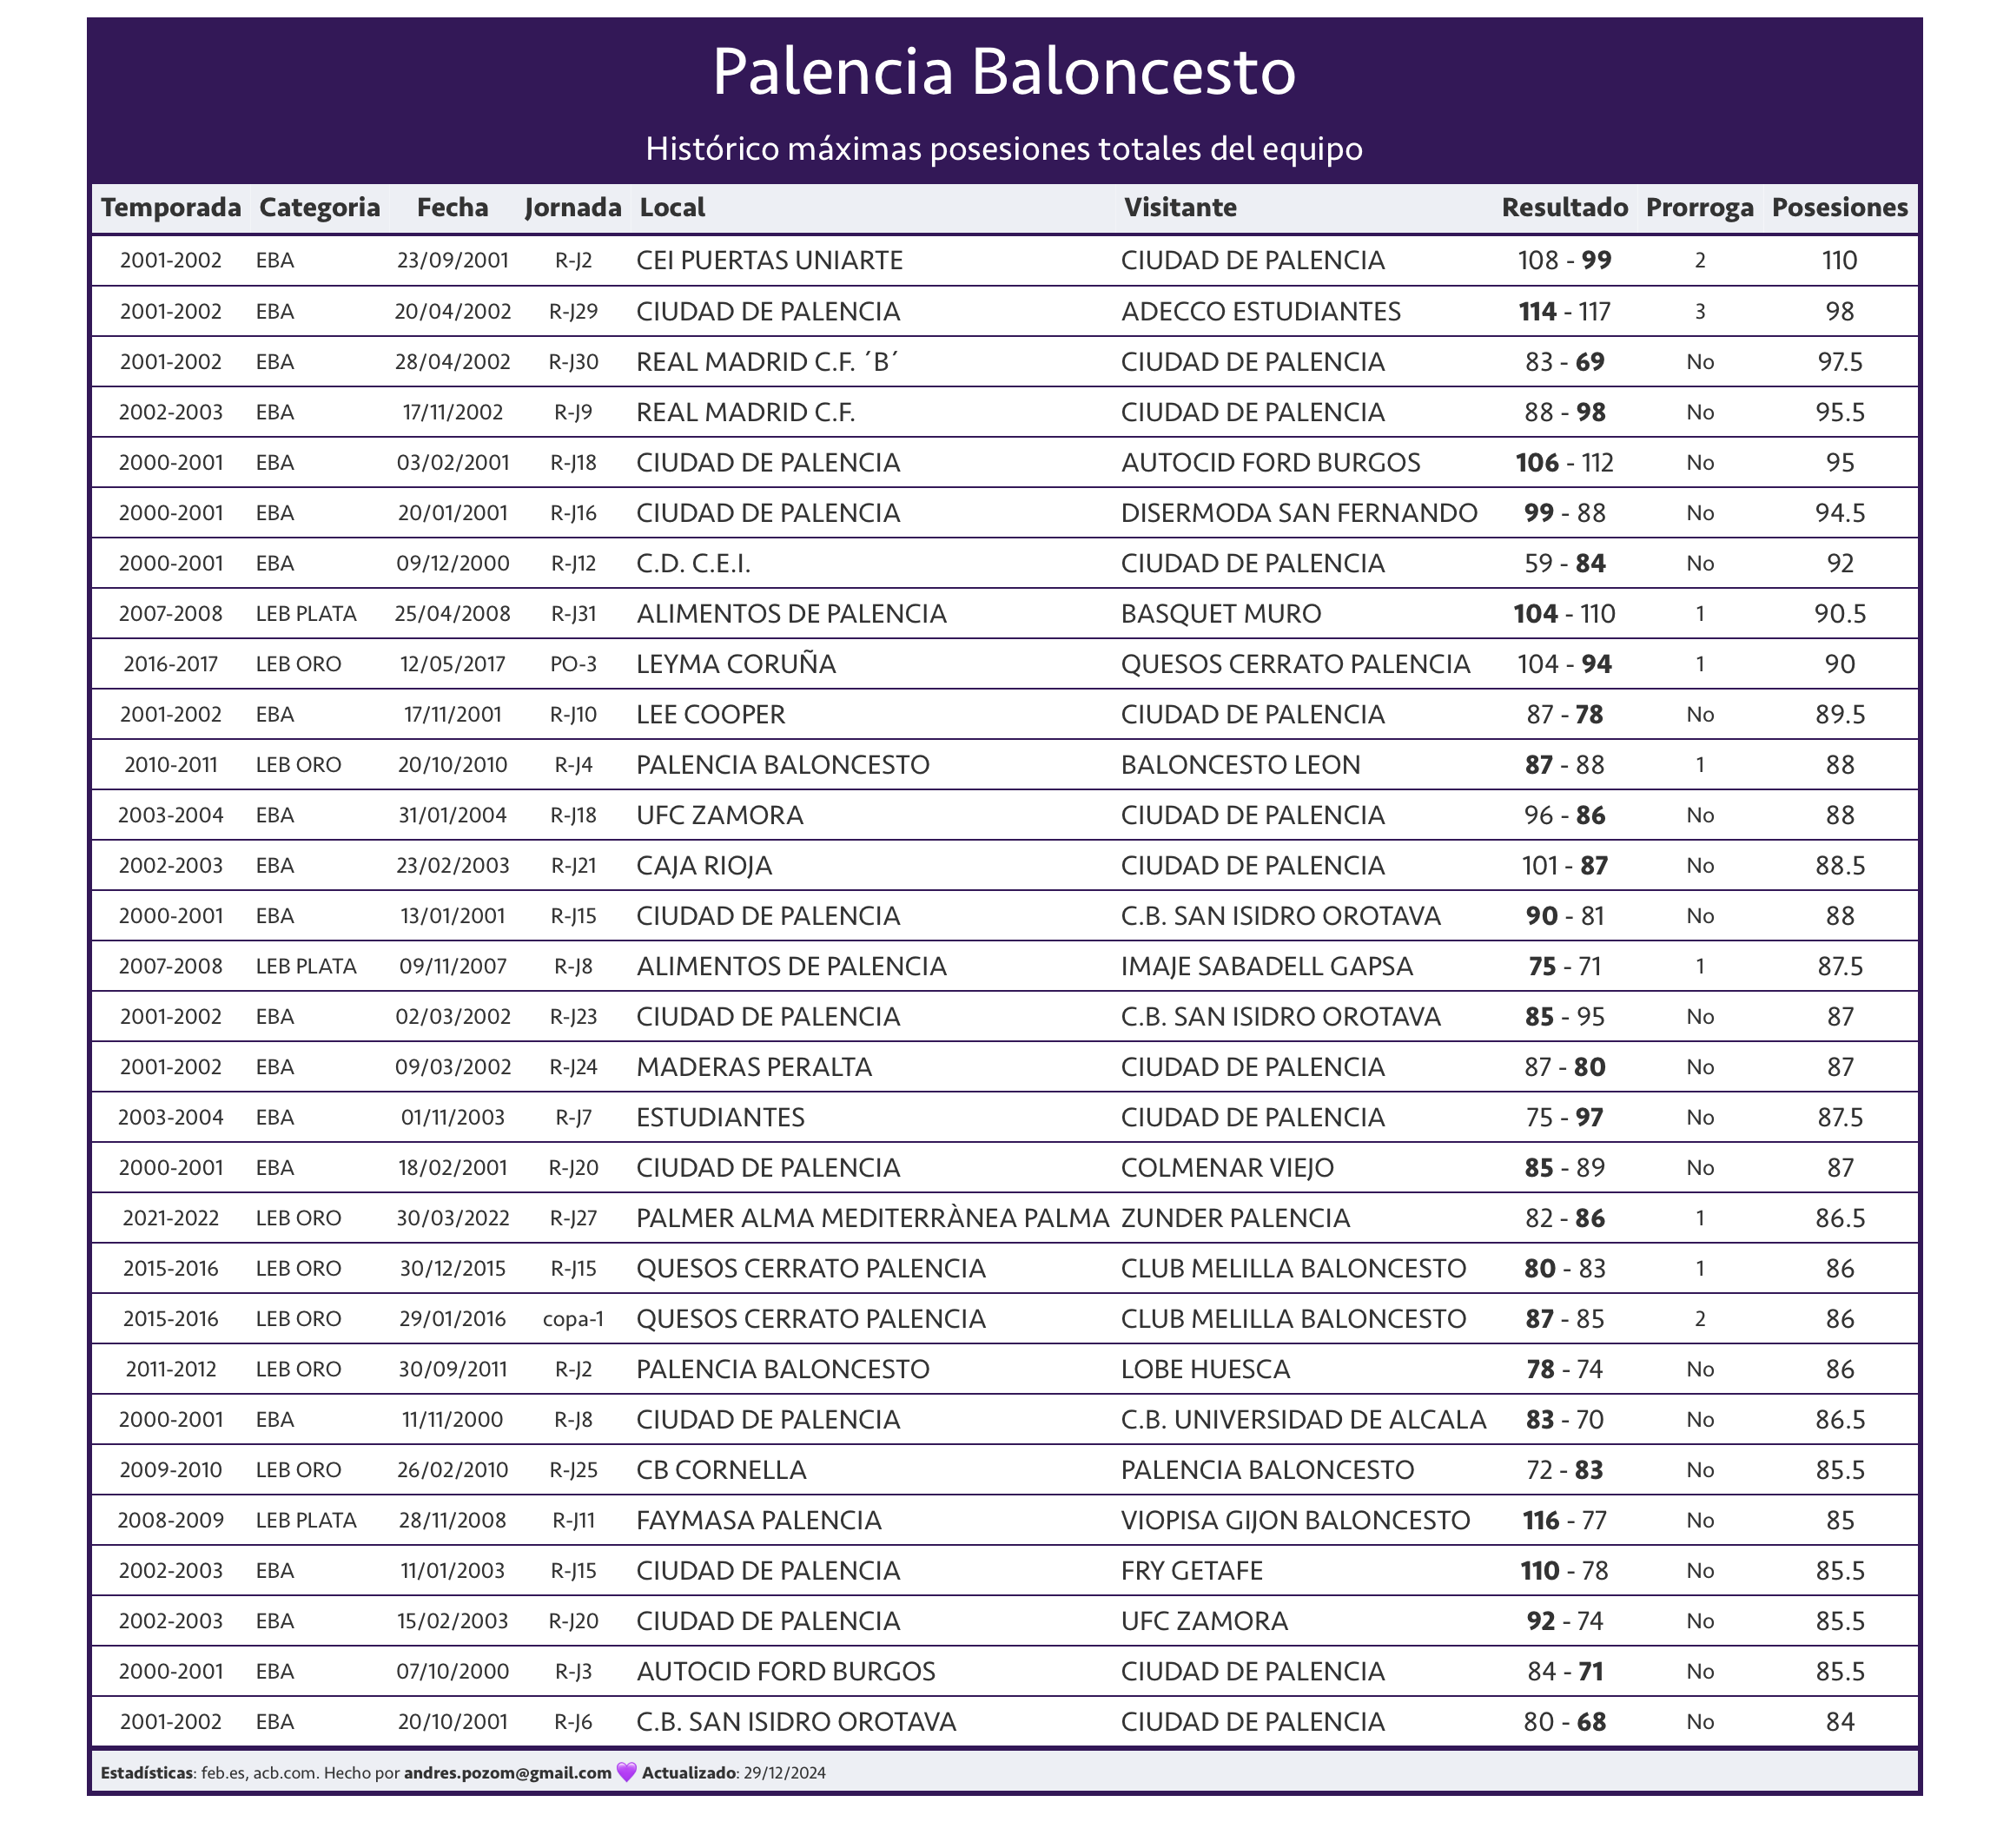 Palencia Baloncesto
Histórico máximas posesiones totales del equipo
Temporada Categoria Fecha Jornada Local Visitante Resultado Prorroga Posesiones
2001-2002 EBA 23/09/2001 R-J2 CEI PUERTAS UNIARTE CIUDAD DE PALENCIA 108 - 99 2 110
2001-2002 EBA 20/04/2002 R-J29 CIUDAD DE PALENCIA ADECCO ESTUDIANTES 114 - 117 3 98
2001-2002 EBA 28/04/2002 R-J30 REAL MADRID C.F. ´B´ CIUDAD DE PALENCIA 83 - 69 No 97.5
2002-2003 EBA 17/11/2002 R-J9 REAL MADRID C.F. CIUDAD DE PALENCIA 88 - 98 No 95.5
2000-2001 EBA 03/02/2001 R-J18 CIUDAD DE PALENCIA AUTOCID FORD BURGOS 106 - 112 No 95
2000-2001 EBA 20/01/2001 R-J16 CIUDAD DE PALENCIA DISERMODA SAN FERNANDO 99 - 88 No 94.5
2000-2001 EBA 09/12/2000 R-J12 C.D. C.E.I. CIUDAD DE PALENCIA 59 - 84 No 92
2007-2008 LEB PLATA 25/04/2008 R-J31 ALIMENTOS DE PALENCIA BASQUET MURO 104 - 110 1 90.5
2016-2017 LEB ORO 12/05/2017 PO-3 LEYMA CORUÑA QUESOS CERRATO PALENCIA 104 - 94 1 90
2001-2002 EBA 17/11/2001 R-J10 LEE COOPER CIUDAD DE PALENCIA 87 - 78 No 89.5
2010-2011 LEB ORO 20/10/2010 R-J4 PALENCIA BALONCESTO BALONCESTO LEON 87 - 88 1 88
2003-2004 EBA 31/01/2004 R-J18 UFC ZAMORA CIUDAD DE PALENCIA 96 - 86 No 88
2002-2003 EBA 23/02/2003 R-J21 CAJA RIOJA CIUDAD DE PALENCIA 101 - 87 No 88.5
2000-2001 EBA 13/01/2001 R-J15 CIUDAD DE PALENCIA C.B. SAN ISIDRO OROTAVA 90 - 81 No 88
2007-2008 LEB PLATA 09/11/2007 R-J8 ALIMENTOS DE PALENCIA IMAJE SABADELL GAPSA 75 - 71 1 87.5
2001-2002 EBA 02/03/2002 R-J23 CIUDAD DE PALENCIA C.B. SAN ISIDRO OROTAVA 85 - 95 No 87
2001-2002 EBA 09/03/2002 R-J24 MADERAS PERALTA CIUDAD DE PALENCIA 87 - 80 No 87
2003-2004 EBA 01/11/2003 R-J7 ESTUDIANTES CIUDAD DE PALENCIA 75 - 97 No 87.5
2000-2001 EBA 18/02/2001 R-J20 CIUDAD DE PALENCIA COLMENAR VIEJO 85 - 89 No 87
2021-2022 LEB ORO 30/03/2022 R-J27 PALMER ALMA MEDITERRÀNEA PALMA ZUNDER PALENCIA 82 - 86 1 86.5
2015-2016 LEB ORO 30/12/2015 R-J15 QUESOS CERRATO PALENCIA CLUB MELILLA BALONCESTO 80 - 83 1 86
2015-2016 LEB ORO 29/01/2016 copa-1 QUESOS CERRATO PALENCIA CLUB MELILLA BALONCESTO 87 - 85 2 86
2011-2012 LEB ORO 30/09/2011 R-J2 PALENCIA BALONCESTO LOBE HUESCA 78 - 74 No 86
2000-2001 EBA 11/11/2000 R-J8 CIUDAD DE PALENCIA C.B. UNIVERSIDAD DE ALCALA 83 - 70 No 86.5
2009-2010 LEB ORO 26/02/2010 R-J25 CB CORNELLA PALENCIA BALONCESTO 72 - 83 No 85.5
2008-2009 LEB PLATA 28/11/2008 R-J11 FAYMASA PALENCIA VIOPISA GIJON BALONCESTO 116 - 77 No 85
2002-2003 EBA 11/01/2003 R-J15 CIUDAD DE PALENCIA FRY GETAFE 110 - 78 No 85.5
2002-2003 EBA 15/02/2003 R-J20 CIUDAD DE PALENCIA UFC ZAMORA 92 - 74 No 85.5
2000-2001 EBA 07/10/2000 R-J3 AUTOCID FORD BURGOS CIUDAD DE PALENCIA 84 - 71 No 85.5
2001-2002 EBA 20/10/2001 R-J6 C.B. SAN ISIDRO OROTAVA CIUDAD DE PALENCIA 80 - 68 No 84
Estadísticas: feb.es, acb.com. Hecho por andres.pozom@gmail.com 💜 Actualizado: 29/12/2024